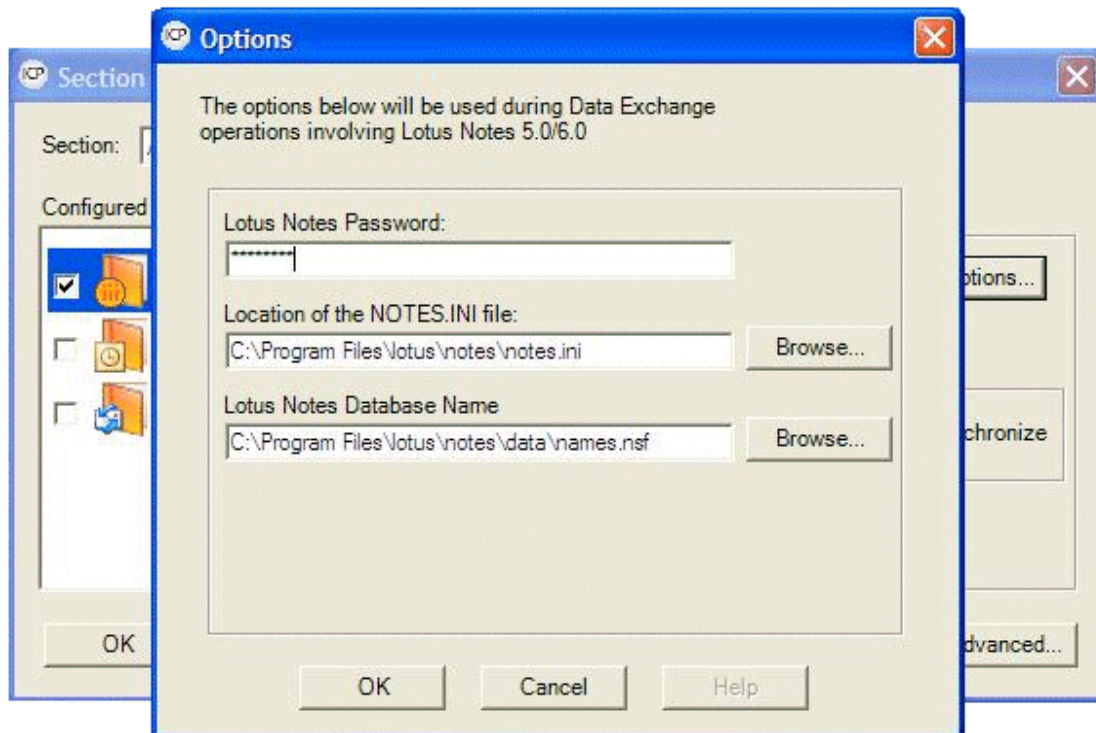 ICP Options
ICP Section
The options below will be used during Data Exchange
operations involving Lotus Notes 5.0/6.0
Section:
Configured
Lotus Notes Password:
********
ptions...
Location of the NOTES.INI file:
C:\Program Files\lotus\notes\notes.ini
Browse...
Lotus Notes Database Name
C:\Program Files\lotus\notes\data\names.nsf
Browse...
chronize
OK
dvanced...
OK
Cancel
Help